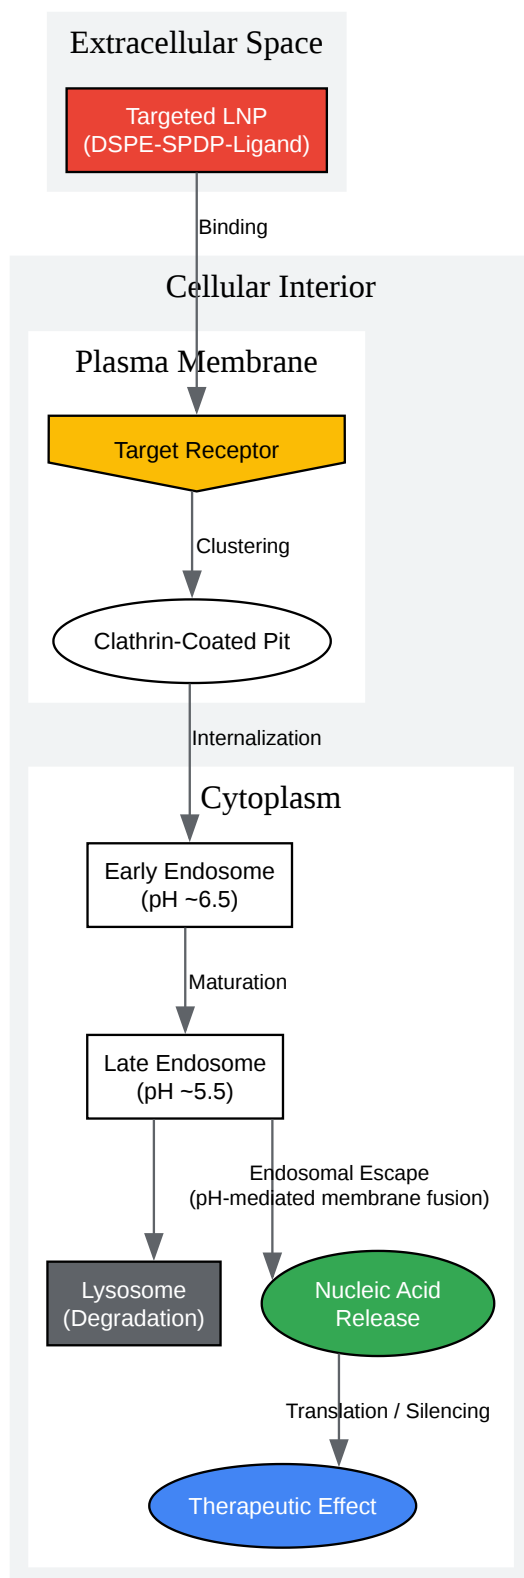 Extracellular Space
Targeted LNP
(DSPE-SPDP-Ligand)
Binding
Cellular Interior
Plasma Membrane
Target Receptor
Clustering
Clathrin-Coated Pit
Internalization
Cytoplasm
Early Endosome
(pH ~6.5)
Maturation
Late Endosome
(pH ~5.5)
Endosomal Escape
(pH-mediated membrane fusion)
Lysosome
(Degradation)
Nucleic Acid
Release
Translation / Silencing
Therapeutic Effect